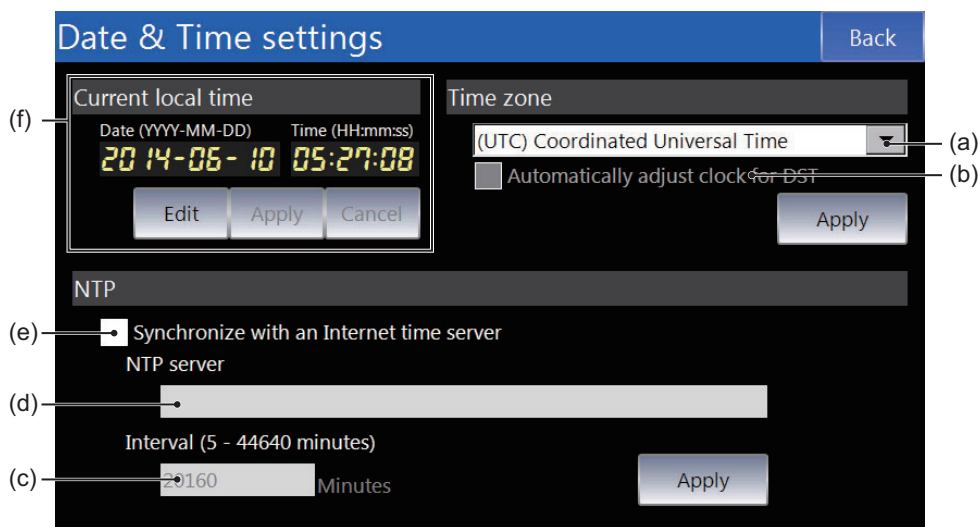 Date & Time settings
Back
(f)
Current local time
Date (YYYY-MM-DD) Time (HH:mm:ss)
2014-06-10 05:27:08
Edit Apply Cancel
Time zone
(UTC) Coordinated Universal Time
(a)
Automatically adjust clock for DST
(b)
Apply
NTP
(e)
Synchronize with an Internet time server
NTP server
(d)
Interval (5 - 44640 minutes)
(c)
20160 Minutes
Apply